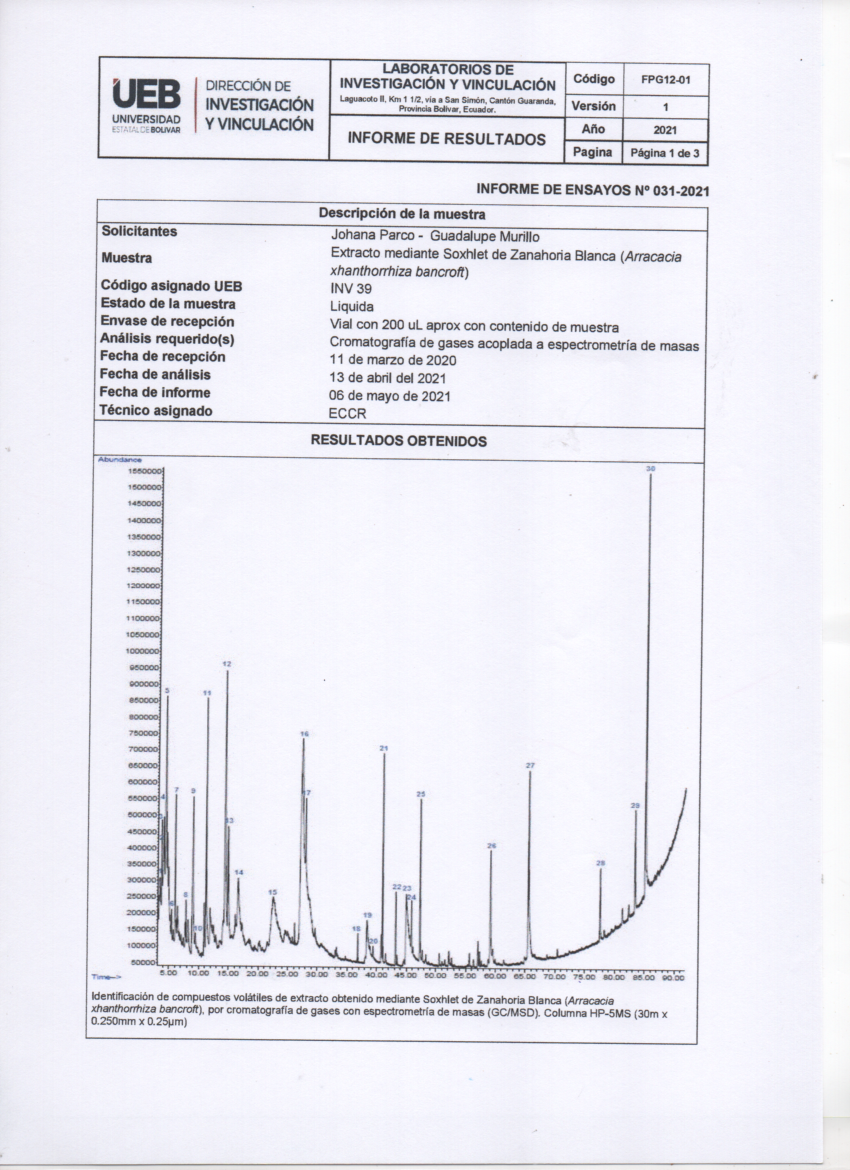 UEB
UNIVERSIDAD
ESTATAL DE BOLIVAR
DIRECCIÓN DE
INVESTIGACIÓN
Y VINCULACIÓN
LABORATORIOS DE
INVESTIGACIÓN Y VINCULACIÓN
Laguacoto II, Km 1 1/2, vía a San Simón, Cantón Guaranda,
Provincia Bolívar, Ecuador.
INFORME DE RESULTADOS
Código FPG12-01
Versión 1
Año 2021
Pagina Página 1 de 3
INFORME DE ENSAYOS Nº 031-2021
Descripción de la muestra
Solicitantes Johana Parco - Guadalupe Murillo
Muestra Extracto mediante Soxhlet de Zanahoria Blanca (Arracacia
xhanthorrhiza bancroft)
Código asignado UEB INV 39
Estado de la muestra Liquida
Envase de recepción Vial con 200 uL aprox con contenido de muestra
Análisis requerido(s) Cromatografía de gases acoplada a espectrometría de masas
Fecha de recepción 11 de marzo de 2020
Fecha de análisis 13 de abril del 2021
Fecha de informe 06 de mayo de 2021
Técnico asignado ECCR
RESULTADOS OBTENIDOS
Abundance
1550000
1500000
1450000
1400000
1350000
1300000
1250000
1200000
1150000
1100000
1050000
1000000
950000
900000
850000
800000
750000
700000
650000
600000
550000
500000
450000
400000
350000
300000
250000
200000
150000
100000
50000
4
5
6
7
8
9
10
11
12
13
14
15
16
17
18
19
20
21
22
23
24
25
26
27
28
29
30
Time-->
5.00 10.00 15.00 20.00 25.00 30.00 35.00 40.00 45.00 50.00 55.00 60.00 65.00 70.00 75.00 80.00 85.00 90.00
Identificación de compuestos volátiles de extracto obtenido mediante Soxhlet de Zanahoria Blanca (Arracacia
xhanthorrhiza bancroft), por cromatografía de gases con espectrometría de masas (GC/MSD). Columna HP-5MS (30m x
0.250mm x 0.25µm)